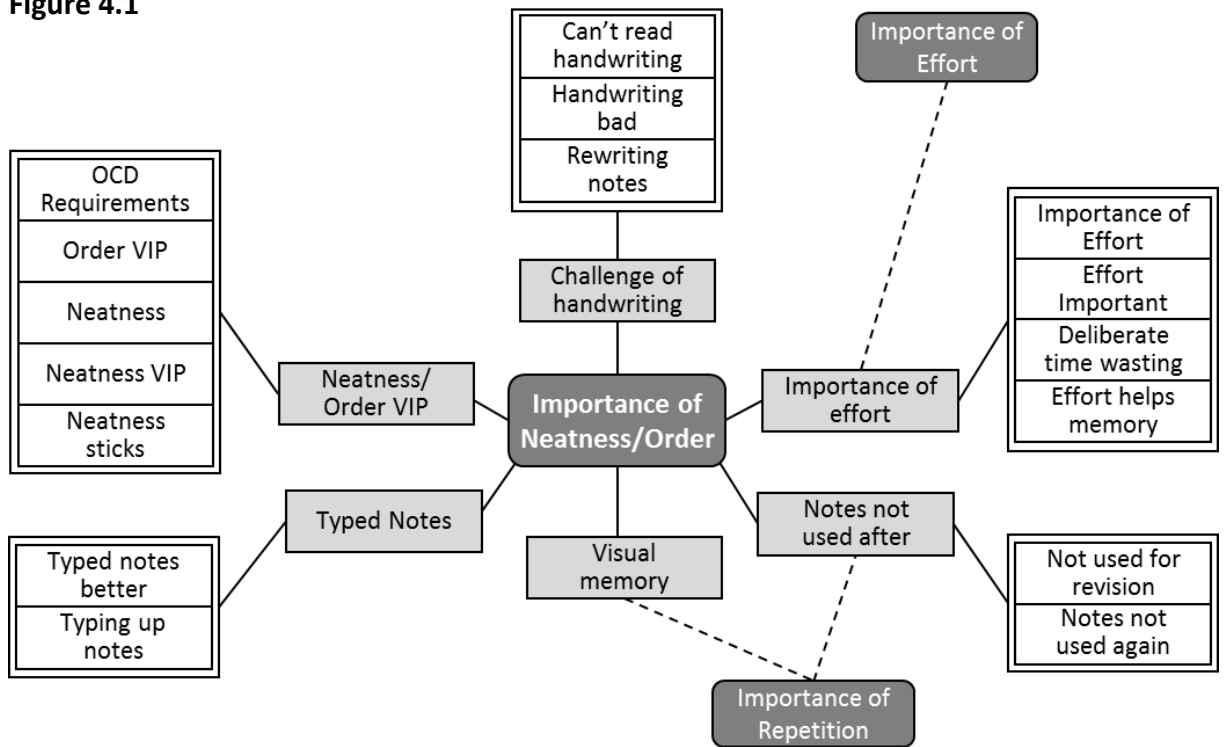 Figure 4.1
Can’t read
handwriting
Handwriting
bad
Rewriting
notes
Importance of
Effort
OCD
Requirements
Order VIP
Neatness
Neatness VIP
Neatness
sticks
Importance of
Effort
Effort
Important
Deliberate
time wasting
Effort helps
memory
Challenge of
handwriting
Neatness/
Order VIP
Importance of
Neatness/Order
Importance of
effort
Typed Notes
Visual
memory
Notes not
used after
Typed notes
better
Typing up
notes
Not used for
revision
Notes not
used again
Importance of
Repetition